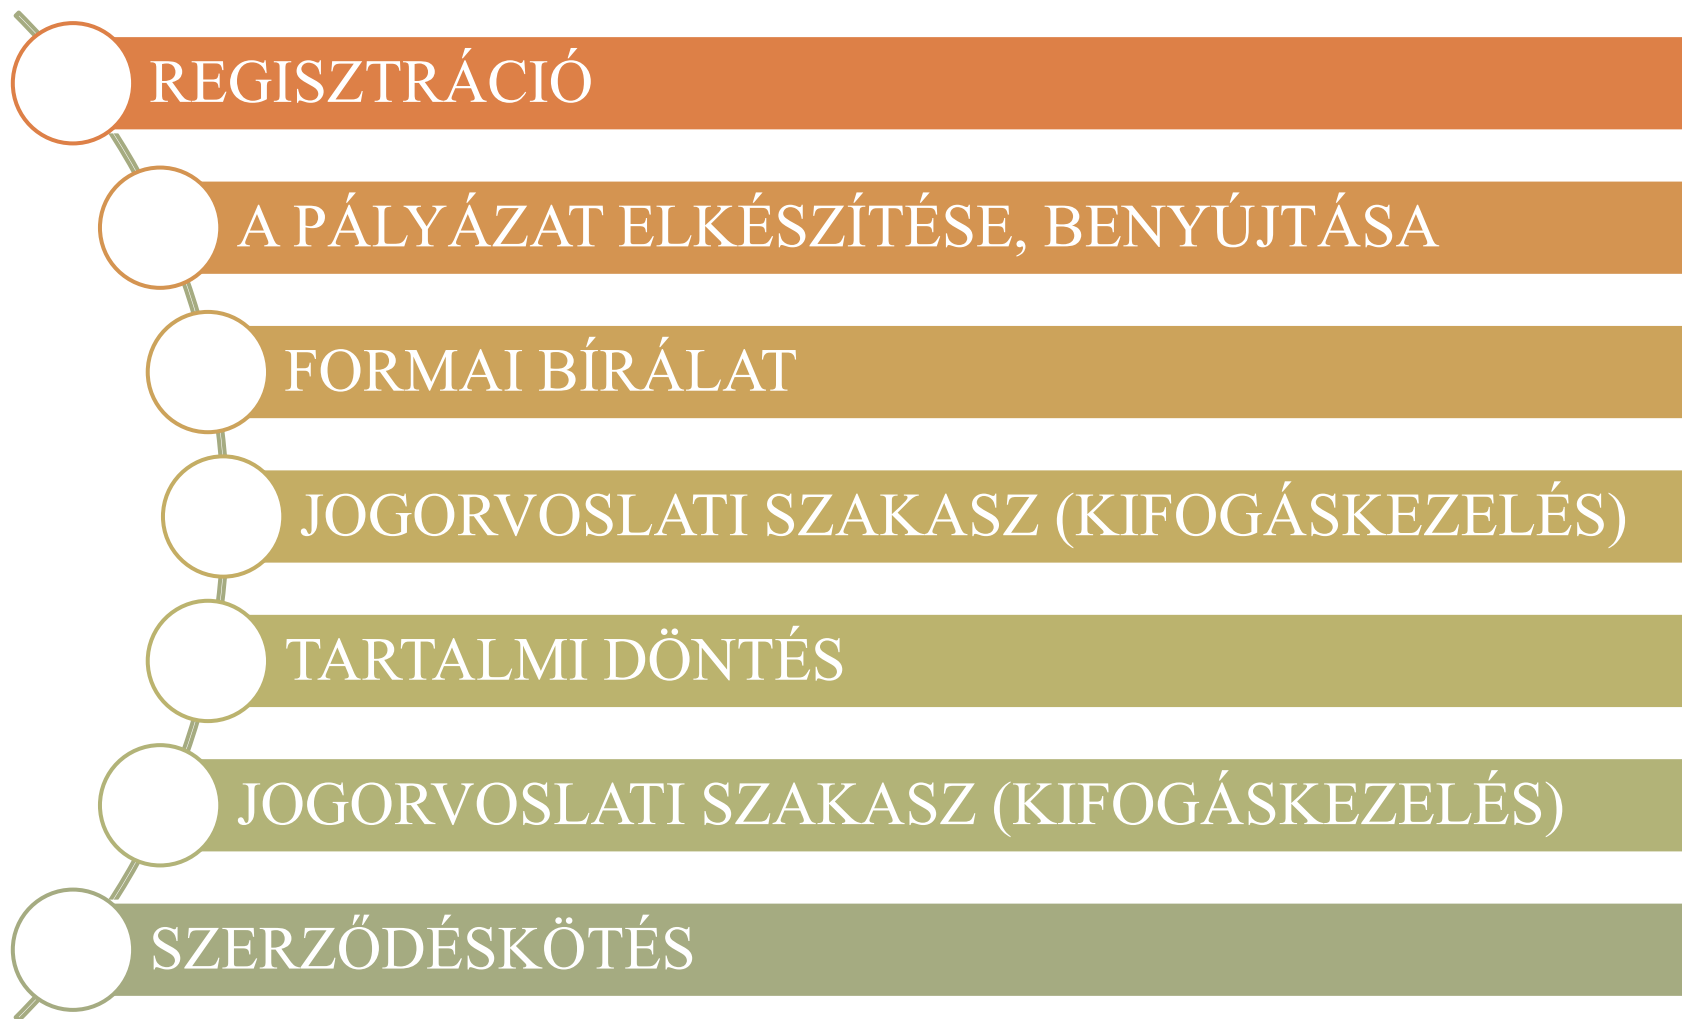 REGISZTRÁCIÓ
A PÁLYÁZAT ELKÉSZÍTÉSE, BENYÚJTÁSA
FORMAI BÍRÁLAT
JOGORVOSLATI SZAKASZ (KIFOGÁSKEZELÉS)
TARTALMI DÖNTÉS
JOGORVOSLATI SZAKASZ (KIFOGÁSKEZELÉS)
SZERZŐDÉSKÖTÉS